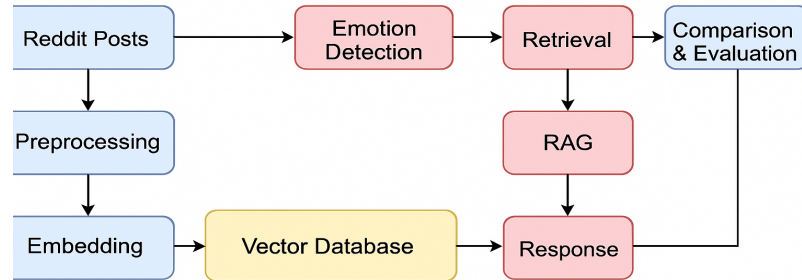 Reddit Posts
Emotion
Detection
Retrieval
Comparison
& Evaluation
Preprocessing
RAG
Embedding
Vector Database
Response